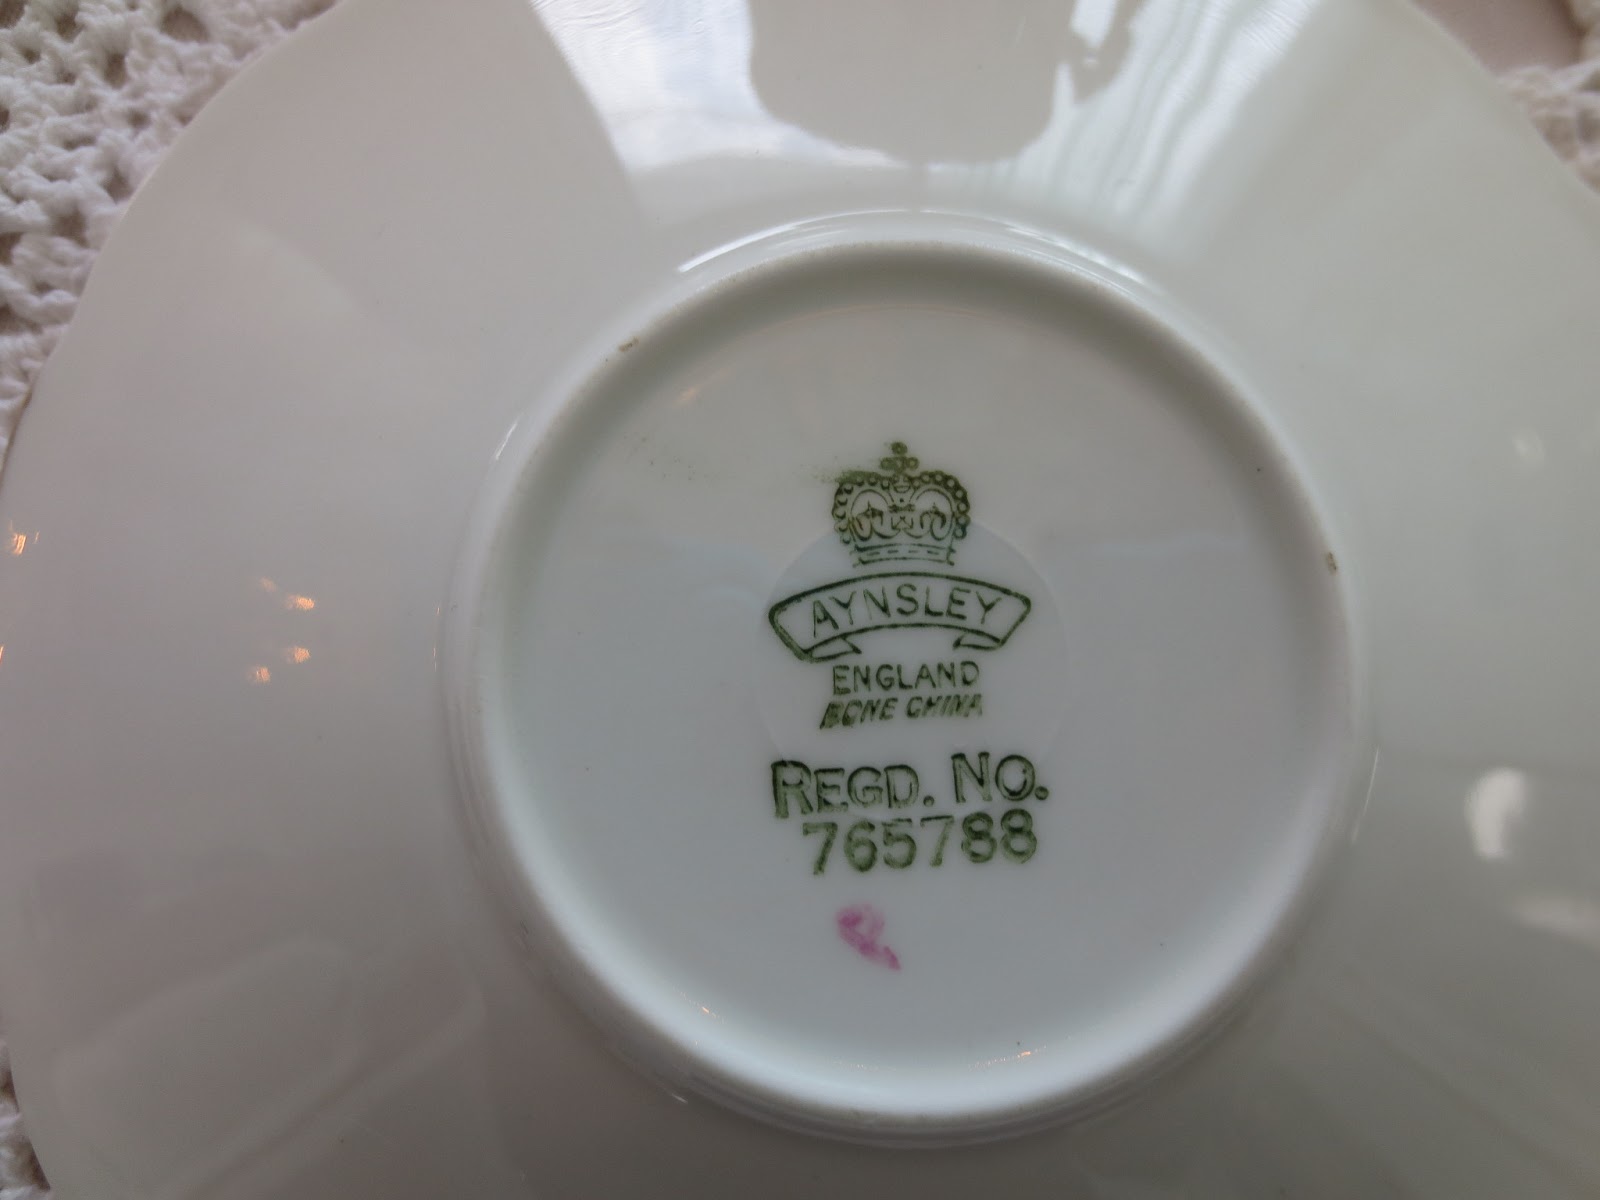 AYNSLEY
ENGLAND
BONE CHINA
REGD. NO.
765788